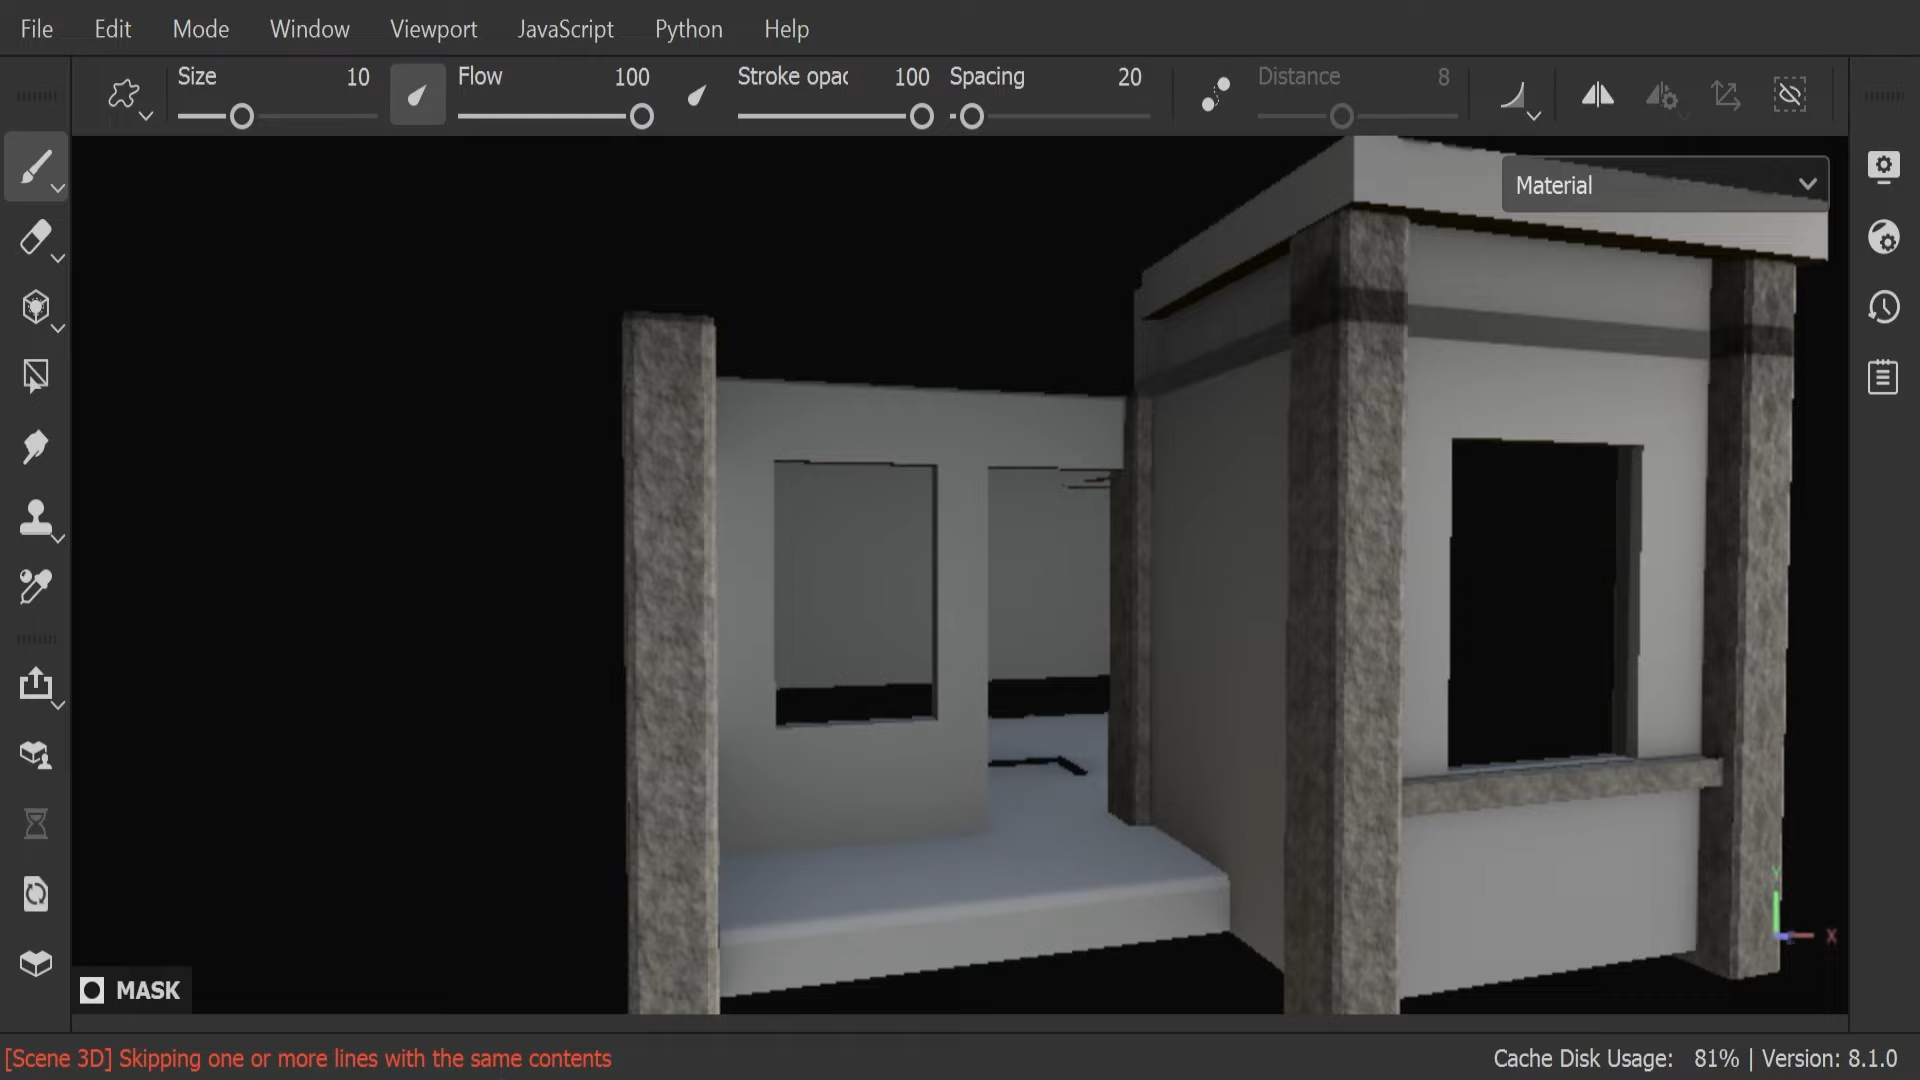 File Edit Mode Window Viewport JavaScript Python Help
Size 10 Flow 100 Stroke opac 100 Spacing 20 Distance 8
Material
Y
X
MASK
[Scene 3D] Skipping one or more lines with the same contents
Cache Disk Usage: 81% | Version: 8.1.0